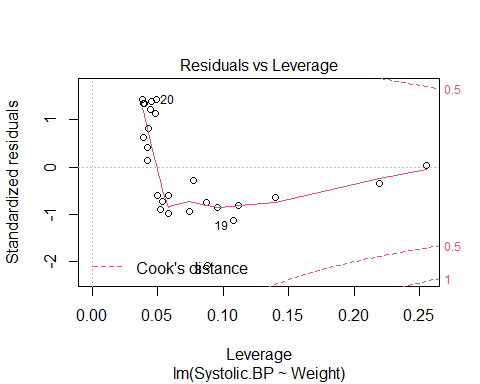 Residuals vs Leverage
Standardized residuals
1
0
-1
-2
0.5
0.5
1
20
19
Cook's distance
0.00 0.05 0.10 0.15 0.20 0.25
Leverage
lm(Systolic.BP ~ Weight)